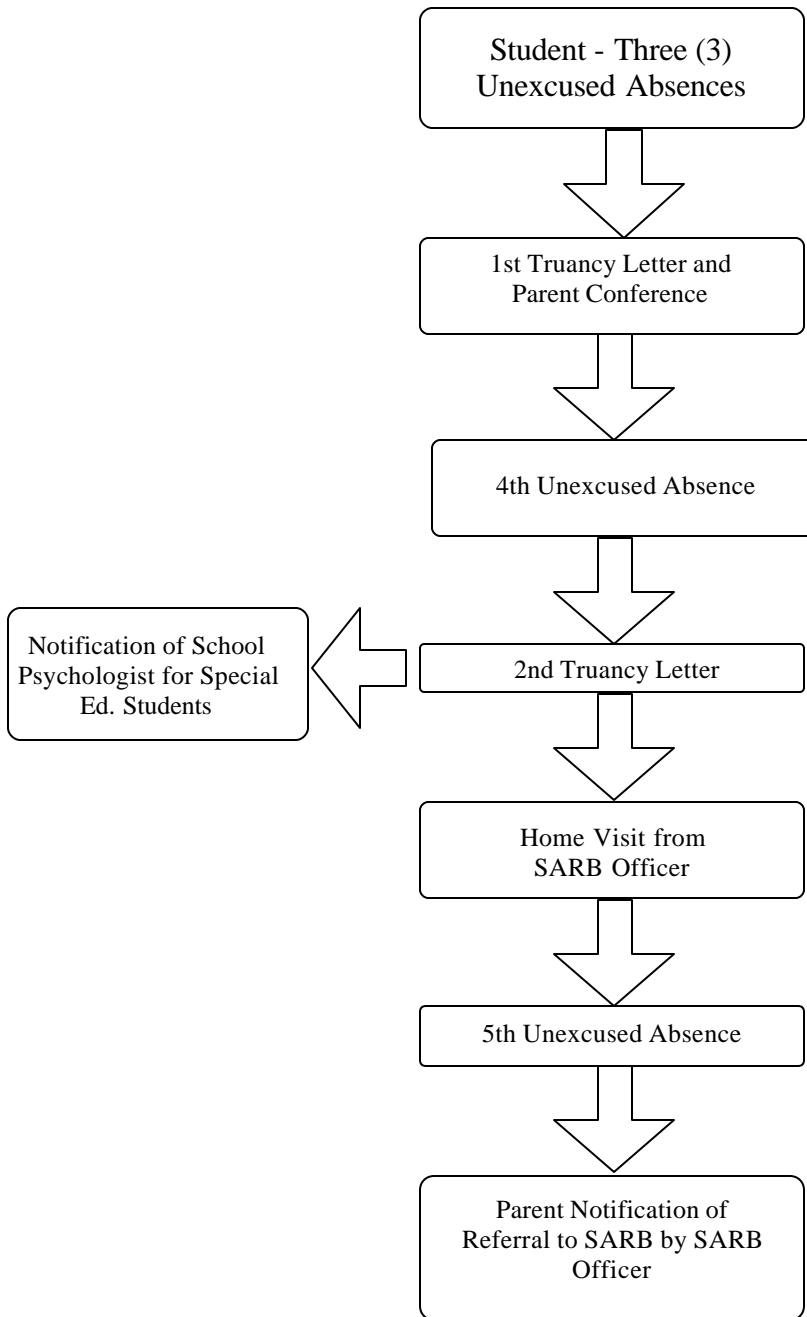 Student - Three (3)
Unexcused Absences
1st Truancy Letter and
Parent Conference
4th Unexcused Absence
2nd Truancy Letter
Notification of School
Psychologist for Special
Ed. Students
Home Visit from
SARB Officer
5th Unexcused Absence
Parent Notification of
Referral to SARB by SARB
Officer